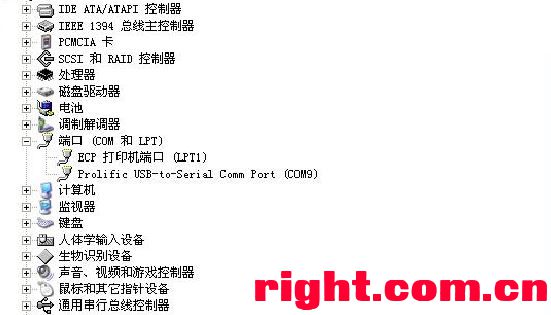 IDE ATA/ATAPI 控制器
IEEE 1394 总线主控制器
PCMCIA 卡
SCSI 和 RAID 控制器
处理器
磁盘驱动器
电池
调制解调器
端口 (COM 和 LPT)
ECP 打印机端口 (LPT1)
Prolific USB-to-Serial Comm Port (COM9)
计算机
监视器
键盘
人体学输入设备
生物识别设备
声音、视频和游戏控制器
鼠标和其它指针设备
通用串行总线控制器
right.com.cn